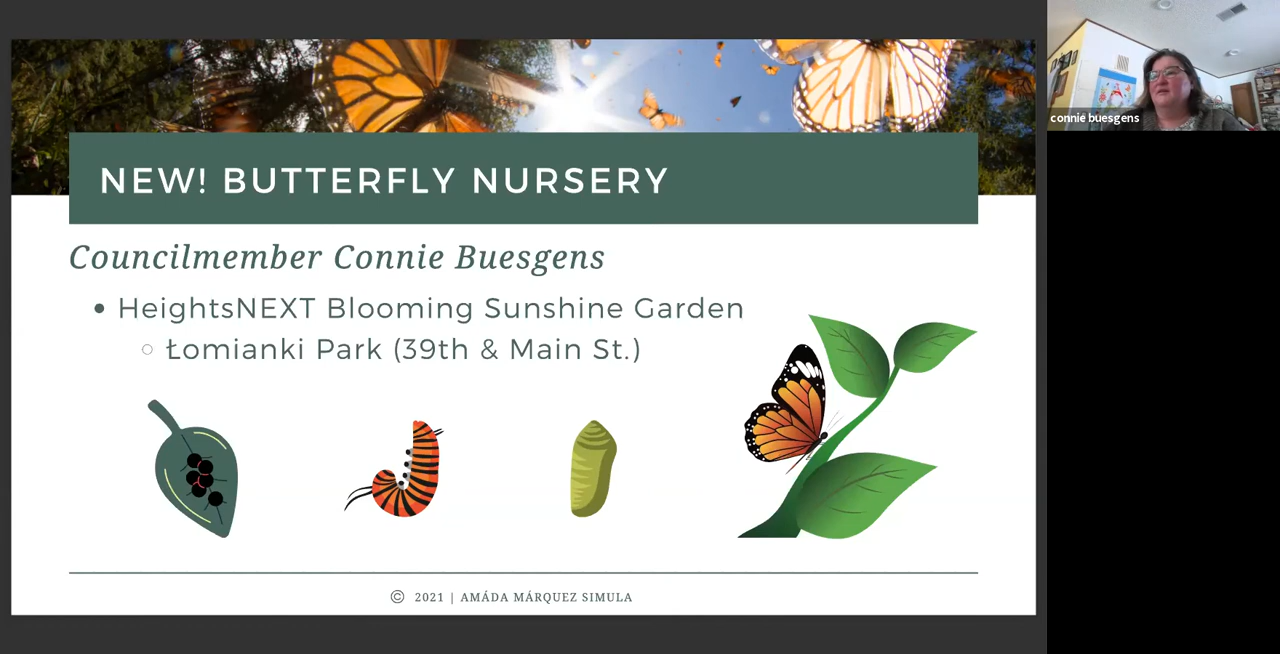 NEW! BUTTERFLY NURSERY
Councilmember Connie Buesgens
• HeightsNEXT Blooming Sunshine Garden
○ Łomianki Park (39th & Main St.)
© 2021 | AMÁDA MÁRQUEZ SIMULA
connie buesgens